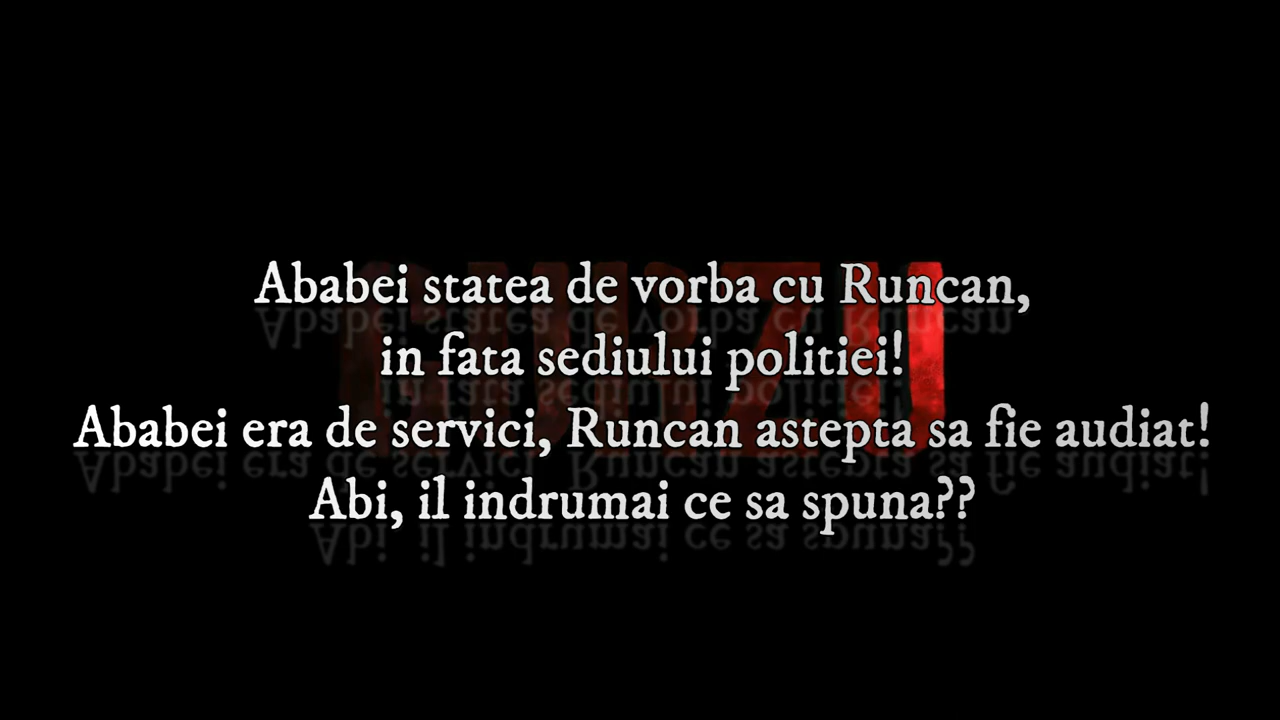 Ababei statea de vorba cu Runcan,
in fata sediului politiei!
Ababei era de servici, Runcan astepta sa fie audiat!
Abi, il indrumai ce sa spuna??